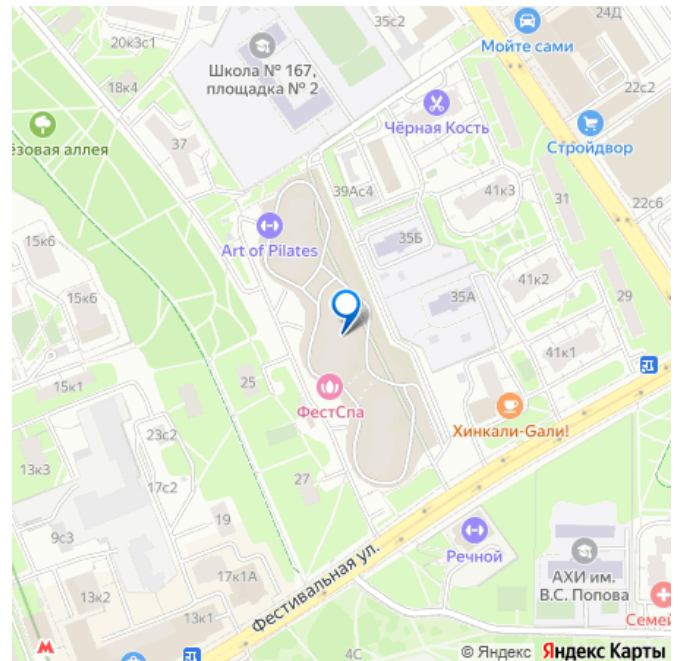 35с2
24Д
20к3с1
Мойте сами
Школа № 167,
площадка № 2
18к4
22с2
Чёрная Кость
Стройдвор
ёзовая аллея
37
39Ас4
41к3
31
22с6
15к6
Art of Pilates
35Б
41к2
15к6
35А
29
41к1
25
15к1
ФестСпа
Хинкали-Gали!
23с2
13к3
17с2
27
19
9с3
Речной
Фестивальная ул.
АХИ им.
В.С. Попова
17к1А
13к2
13к1
Семей
4С
© Яндекс Яндекс Карты